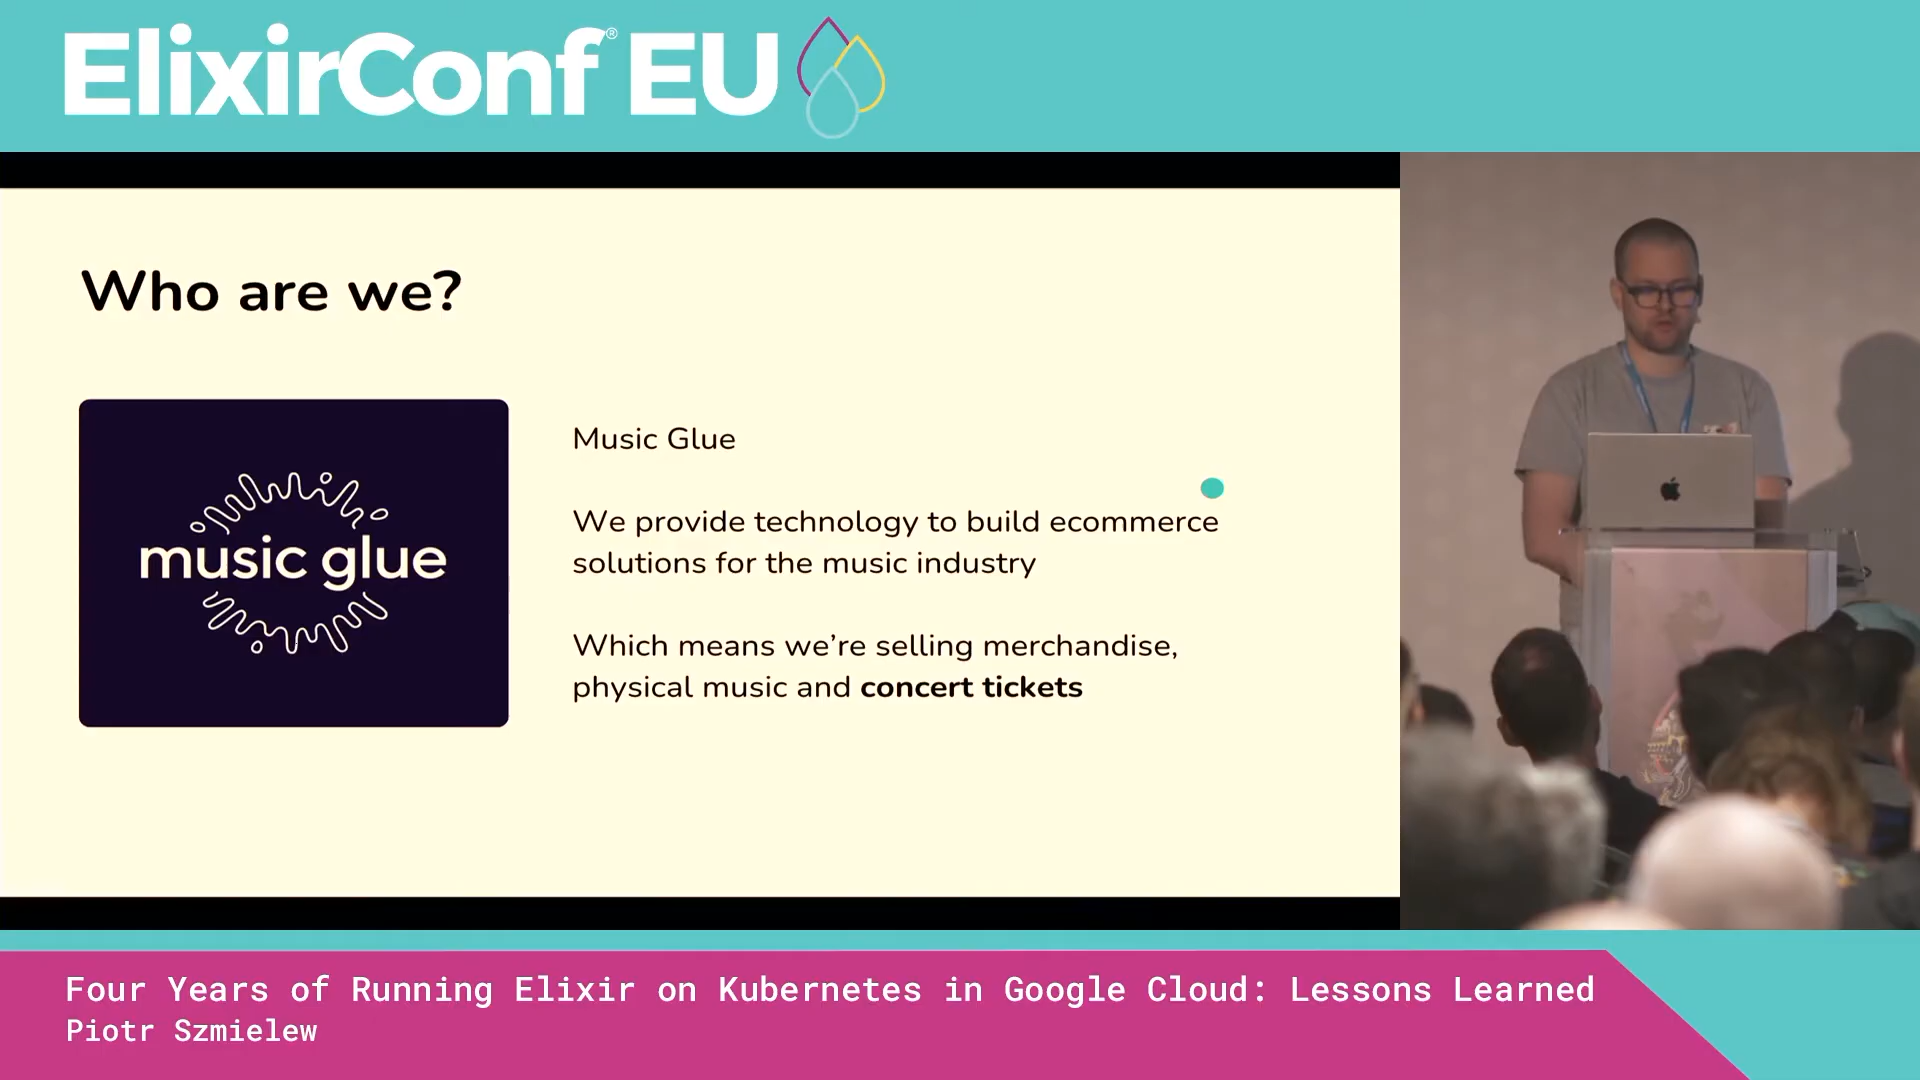 ElixirConf® EU
Who are we?
music glue
Music Glue
We provide technology to build ecommerce
solutions for the music industry
Which means we’re selling merchandise,
physical music and concert tickets
Four Years of Running Elixir on Kubernetes in Google Cloud: Lessons Learned
Piotr Szmielew